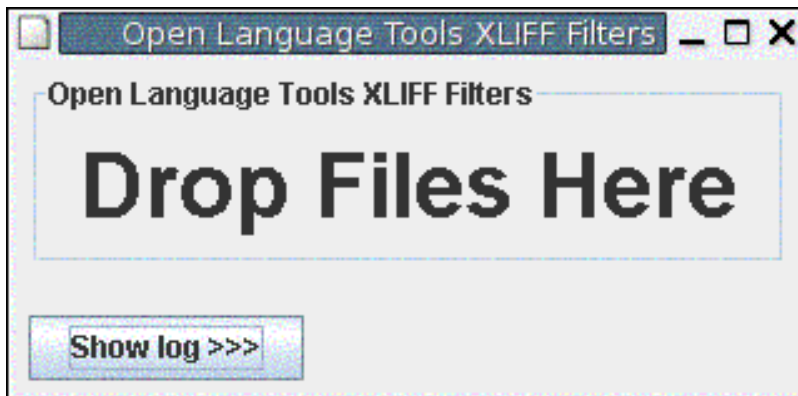 Open Language Tools XLIFF Filters
Open Language Tools XLIFF Filters
Drop Files Here
Show log >>>